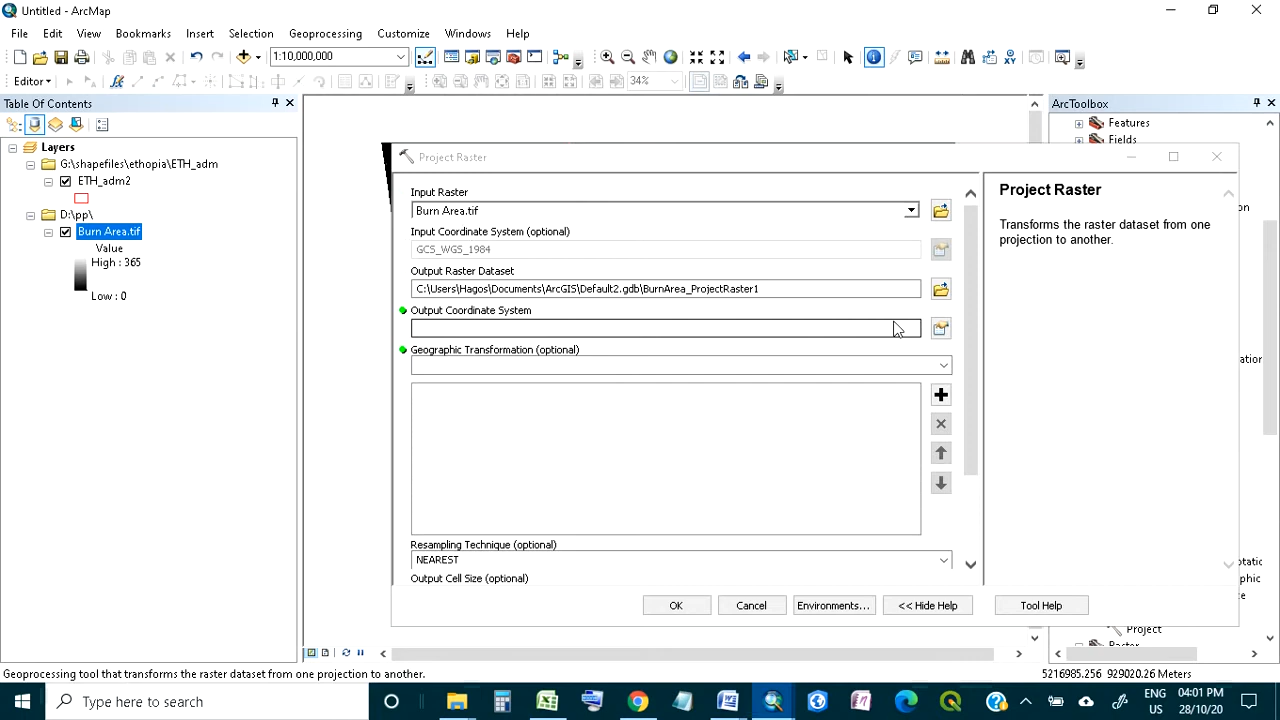 Untitled - ArcMap
File Edit View Bookmarks Insert Selection Geoprocessing Customize Windows Help
1:10,000,000
Editor
34%
Table Of Contents
Layers
G:\shapefiles\ethopia\ETH_adm
ETH_adm2
D:\pp\
Burn Area.tif
Value
High : 365
Low : 0
ArcToolbox
Features
Fields
Project Raster
Input Raster
Burn Area.tif
Input Coordinate System (optional)
GCS_WGS_1984
Output Raster Dataset
C:\Users\Hagos\Documents\ArcGIS\Default2.gdb\BurnArea_ProjectRaster1
Output Coordinate System
Geographic Transformation (optional)
Resampling Technique (optional)
NEAREST
Output Cell Size (optional)
OK Cancel Environments... << Hide Help Tool Help
Project Raster
Transforms the raster dataset from one
projection to another.
Project
Geoprocessing tool that transforms the raster dataset from one projection to another.
5216985.256 929020.26 Meters
Type here to search
ENG
US
04:01 PM
28/10/20